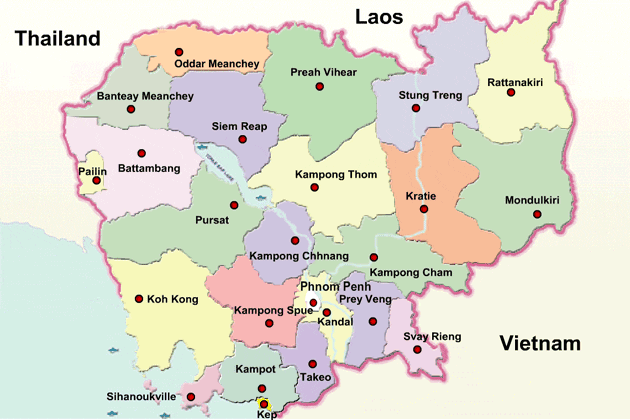 Laos
Thailand
Oddar Meanchey
Preah Vihear
Rattanakiri
Banteay Meanchey
Stung Treng
Siem Reap
Battambang
Pailin
Kampong Thom
Kratie
Mondulkiri
Pursat
Kampong Chhnang
Kampong Cham
Phnom Penh
Koh Kong
Prey Veng
Kampong Spue
Kandal
Svay Rieng
Vietnam
Kampot
Takeo
Sihanoukville
Kep